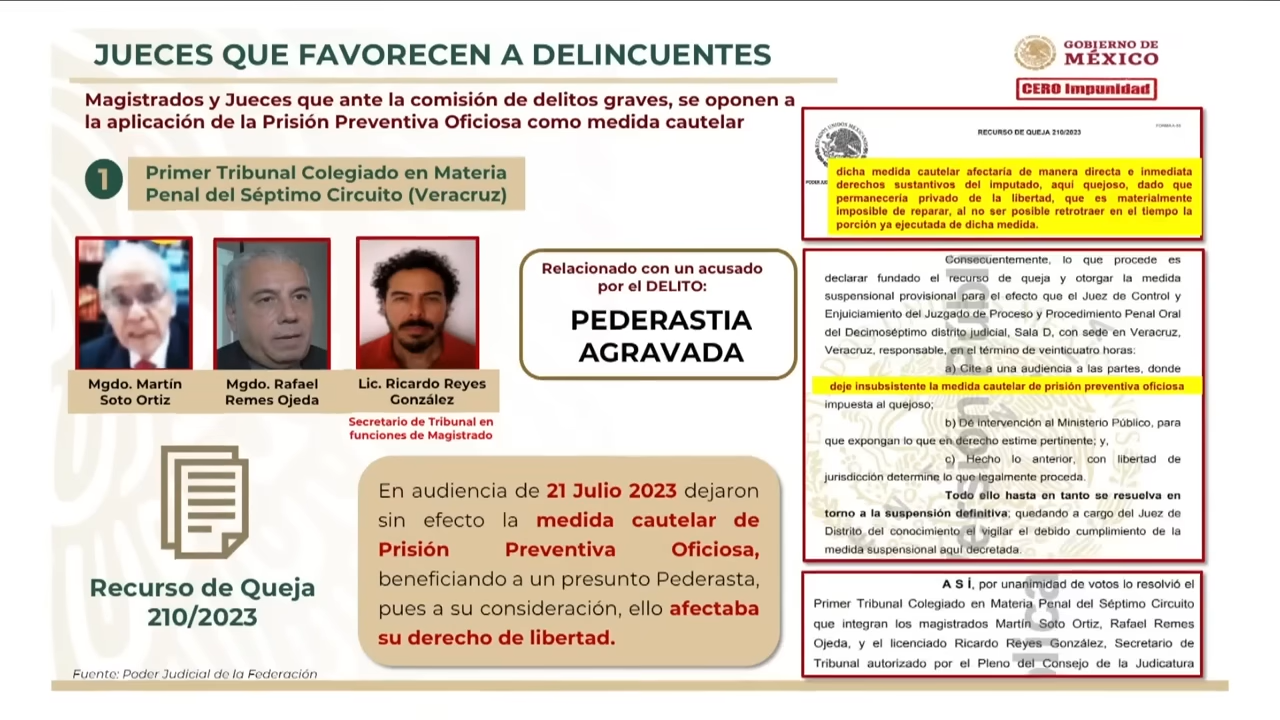 JUECES QUE FAVORECEN A DELINCUENTES
GOBIERNO DE
MÉXICO
CERO Impunidad
Magistrados y Jueces que ante la comisión de delitos graves, se oponen a
la aplicación de la Prisión Preventiva Oficiosa como medida cautelar
1
Primer Tribunal Colegiado en Materia
Penal del Séptimo Circuito (Veracruz)
Mgdo. Martín
Soto Ortiz
Mgdo. Rafael
Remes Ojeda
Lic. Ricardo Reyes
González
Secretario de Tribunal en
funciones de Magistrado
Relacionado con un acusado
por el DELITO:
PEDERASTIA
AGRAVADA
Recurso de Queja
210/2023
En audiencia de 21 Julio 2023 dejaron
sin efecto la medida cautelar de
Prisión Preventiva Oficiosa,
beneficiando a un presunto Pederasta,
pues a su consideración, ello afectaba
su derecho de libertad.
Fuente: Poder Judicial de la Federación
RECURSO DE QUEJA 210/2023
dicha medida cautelar afectaría de manera directa e inmediata
derechos sustantivos del imputado, aquí quejoso, dado que
permanecería privado de la libertad, que es materialmente
imposible de reparar, al no ser posible retrotraer en el tiempo la
porción ya ejecutada de dicha medida.
Consecuentemente, lo que procede es
declarar fundado el recurso de queja y otorgar la medida
suspensional provisional para el efecto que el Juez de Control y
Enjuiciamiento del Juzgado de Proceso y Procedimiento Penal Oral
del Decimoséptimo distrito judicial, Sala D, con sede en Veracruz,
Veracruz, responsable, en el término de veinticuatro horas:
a) Cite a una audiencia a las partes, donde
deje insubsistente la medida cautelar de prisión preventiva oficiosa
impuesta al quejoso;
b) Dé intervención al Ministerio Público, para
que expongan lo que en derecho estime pertinente; y,
c) Hecho lo anterior, con libertad de
jurisdicción determine lo que legalmente proceda.
Todo ello hasta en tanto se resuelva en
torno a la suspensión definitiva; quedando a cargo del Juez de
Distrito del conocimiento el vigilar el debido cumplimiento de la
medida suspensional aquí decretada.
A S Í, por unanimidad de votos lo resolvió el
Primer Tribunal Colegiado en Materia Penal del Séptimo Circuito
que integran los magistrados Martín Soto Ortiz, Rafael Remes
Ojeda, y el licenciado Ricardo Reyes González, Secretario de
Tribunal autorizado por el Pleno del Consejo de la Judicatura